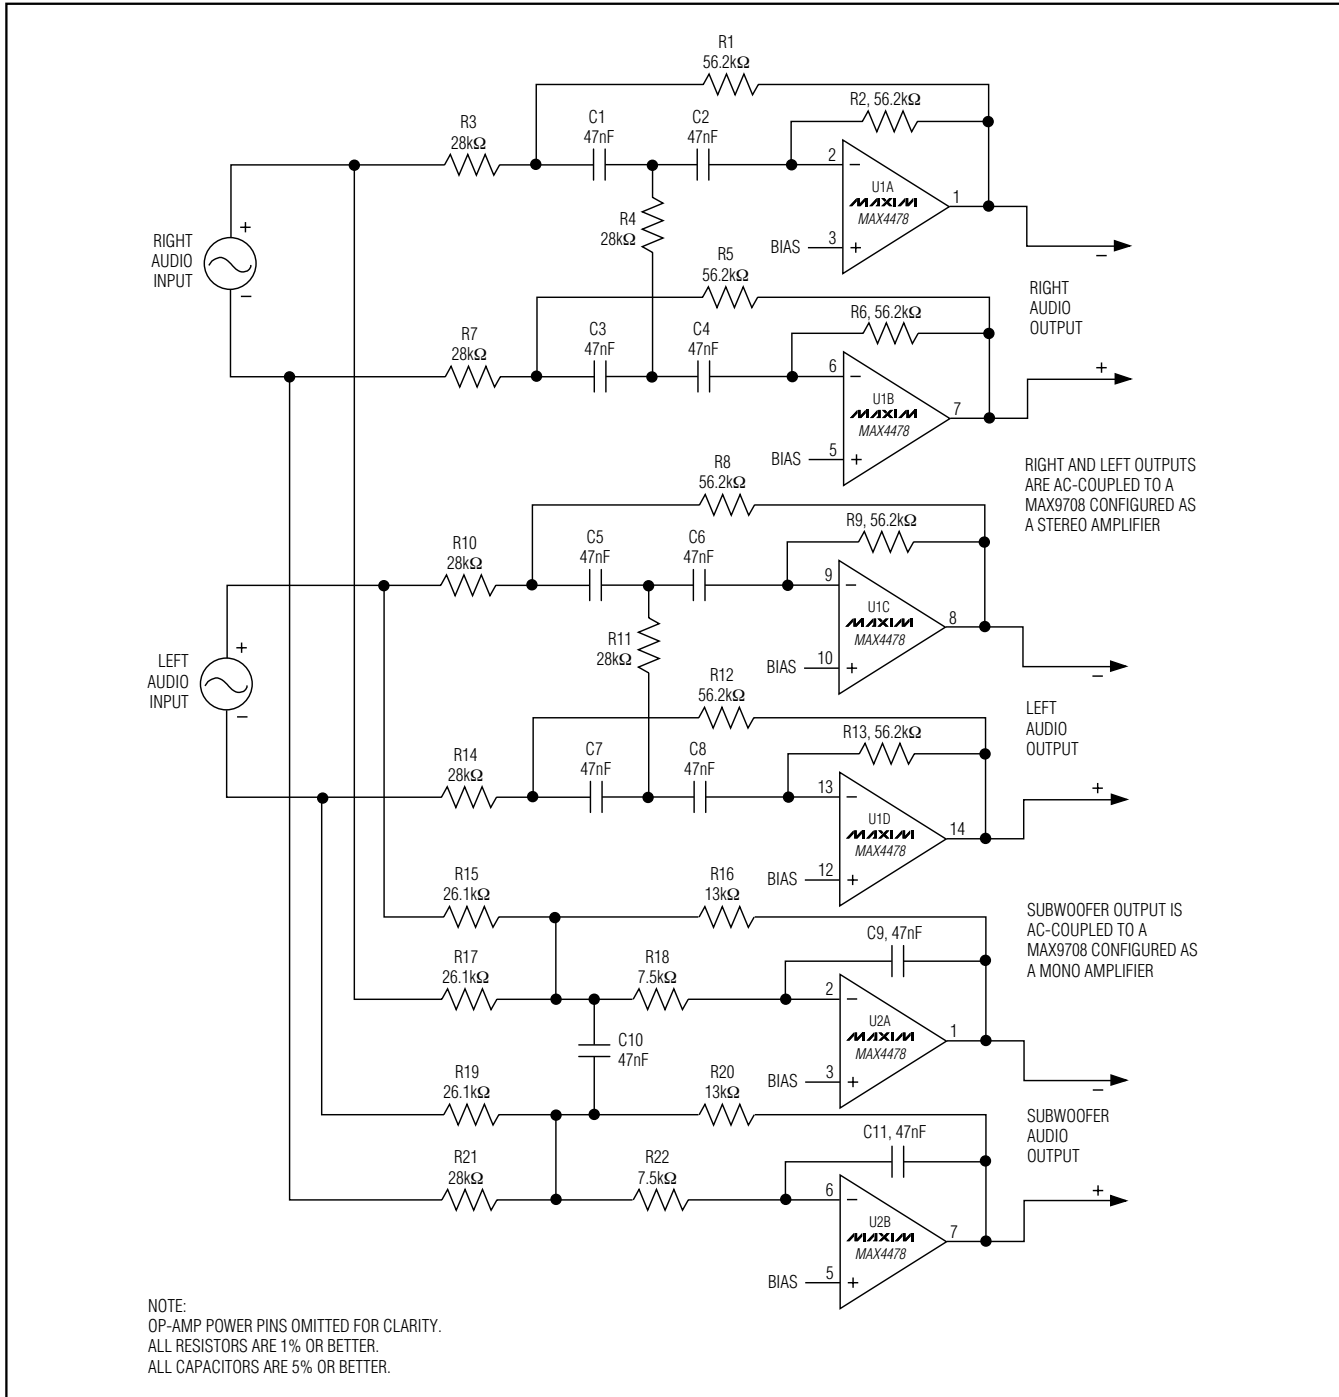 R1
56.2kΩ
R2, 56.2kΩ
R3
28kΩ
C1
47nF
C2
47nF
2
−
U1A
MAXIM
MAX4478
1
R4
28kΩ
BIAS
3
+
−
+
RIGHT
AUDIO
INPUT
−
R5
56.2kΩ
RIGHT
AUDIO
OUTPUT
R6, 56.2kΩ
R7
28kΩ
C3
47nF
C4
47nF
6
−
+
U1B
MAXIM
MAX4478
7
BIAS
5
+
RIGHT AND LEFT OUTPUTS
ARE AC-COUPLED TO A
MAX9708 CONFIGURED AS
A STEREO AMPLIFIER
R8
56.2kΩ
R9, 56.2kΩ
R10
28kΩ
C5
47nF
C6
47nF
9
−
U1C
MAXIM
MAX4478
8
R11
28kΩ
BIAS
10
+
−
+
LEFT
AUDIO
INPUT
−
R12
56.2kΩ
LEFT
AUDIO
OUTPUT
R13, 56.2kΩ
R14
28kΩ
C7
47nF
C8
47nF
13
−
+
U1D
MAXIM
MAX4478
14
BIAS
12
+
R15
26.1kΩ
R16
13kΩ
SUBWOOFER OUTPUT IS
AC-COUPLED TO A
MAX9708 CONFIGURED AS
A MONO AMPLIFIER
C9, 47nF
R17
26.1kΩ
R18
7.5kΩ
2
−
U2A
MAXIM
MAX4478
1
C10
47nF
BIAS
3
+
−
R19
26.1kΩ
R20
13kΩ
SUBWOOFER
AUDIO
OUTPUT
C11, 47nF
R21
28kΩ
R22
7.5kΩ
6
−
+
U2B
MAXIM
MAX4478
7
BIAS
5
+
NOTE:
OP-AMP POWER PINS OMITTED FOR CLARITY.
ALL RESISTORS ARE 1% OR BETTER.
ALL CAPACITORS ARE 5% OR BETTER.